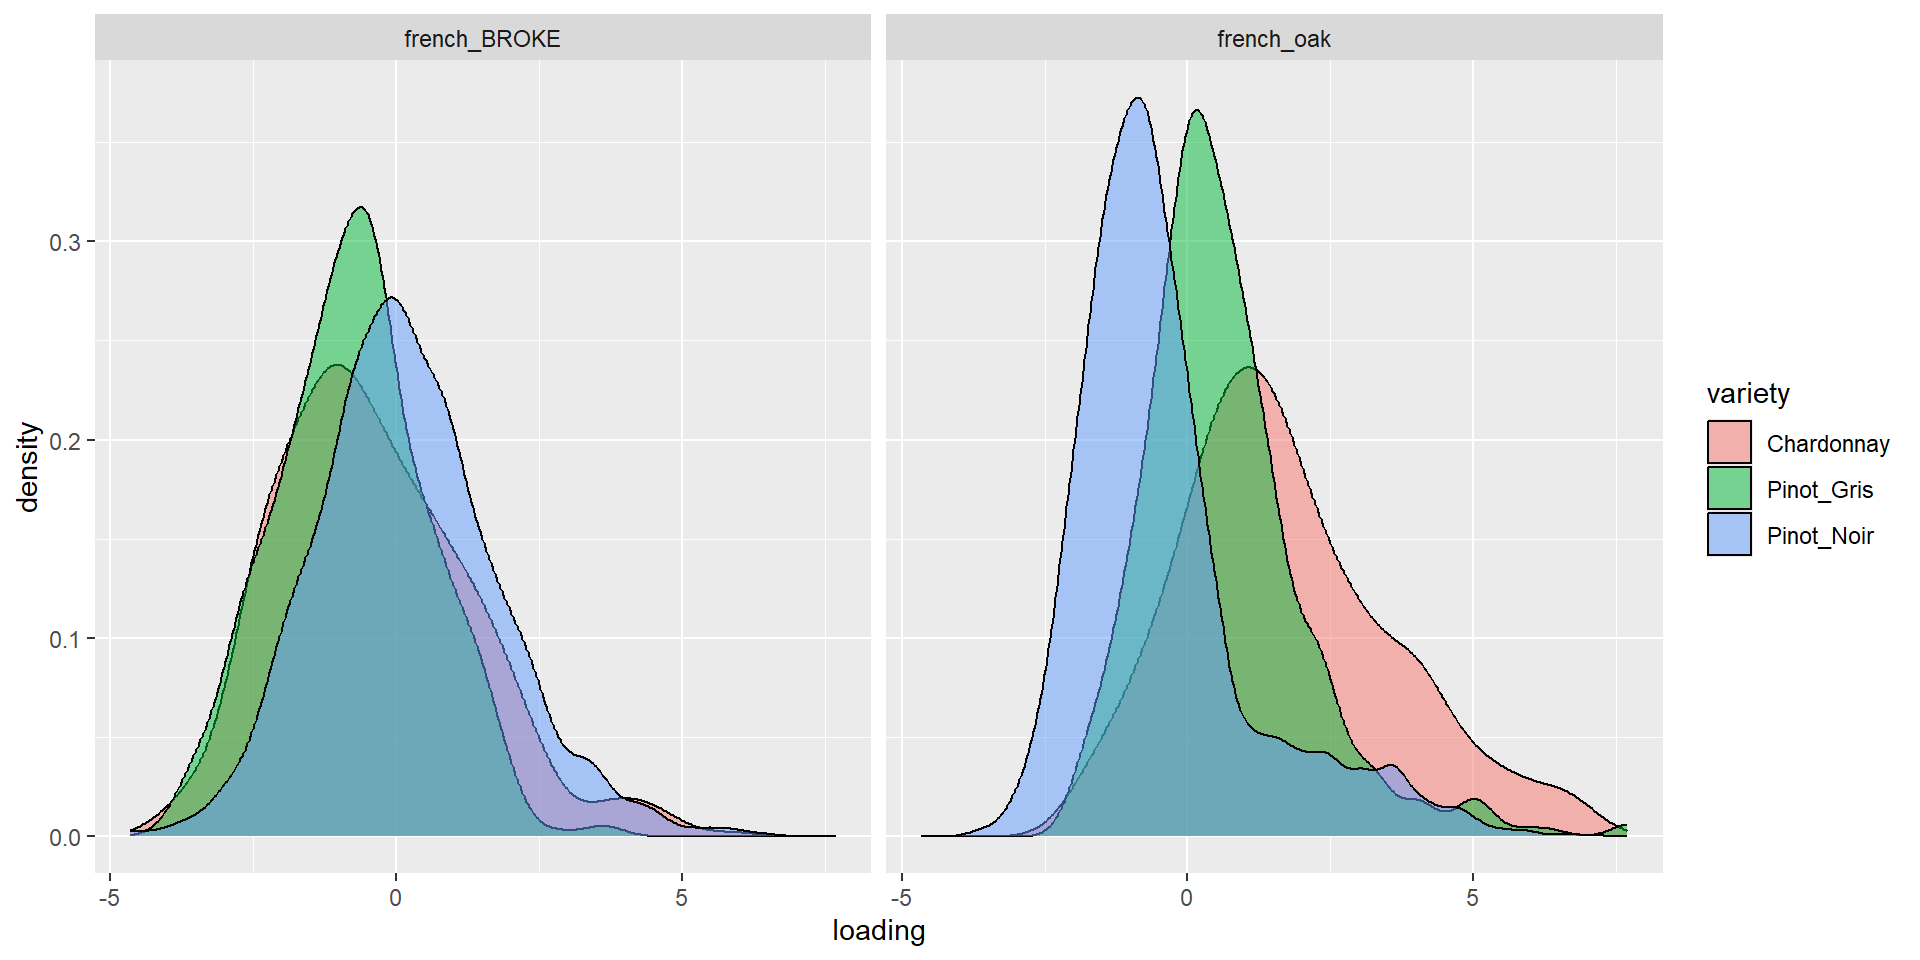 french_BROKE
french_oak
density
0.3
0.2
0.1
0.0
-5 0 5
-5 0 5
loading
variety
Chardonnay
Pinot_Gris
Pinot_Noir